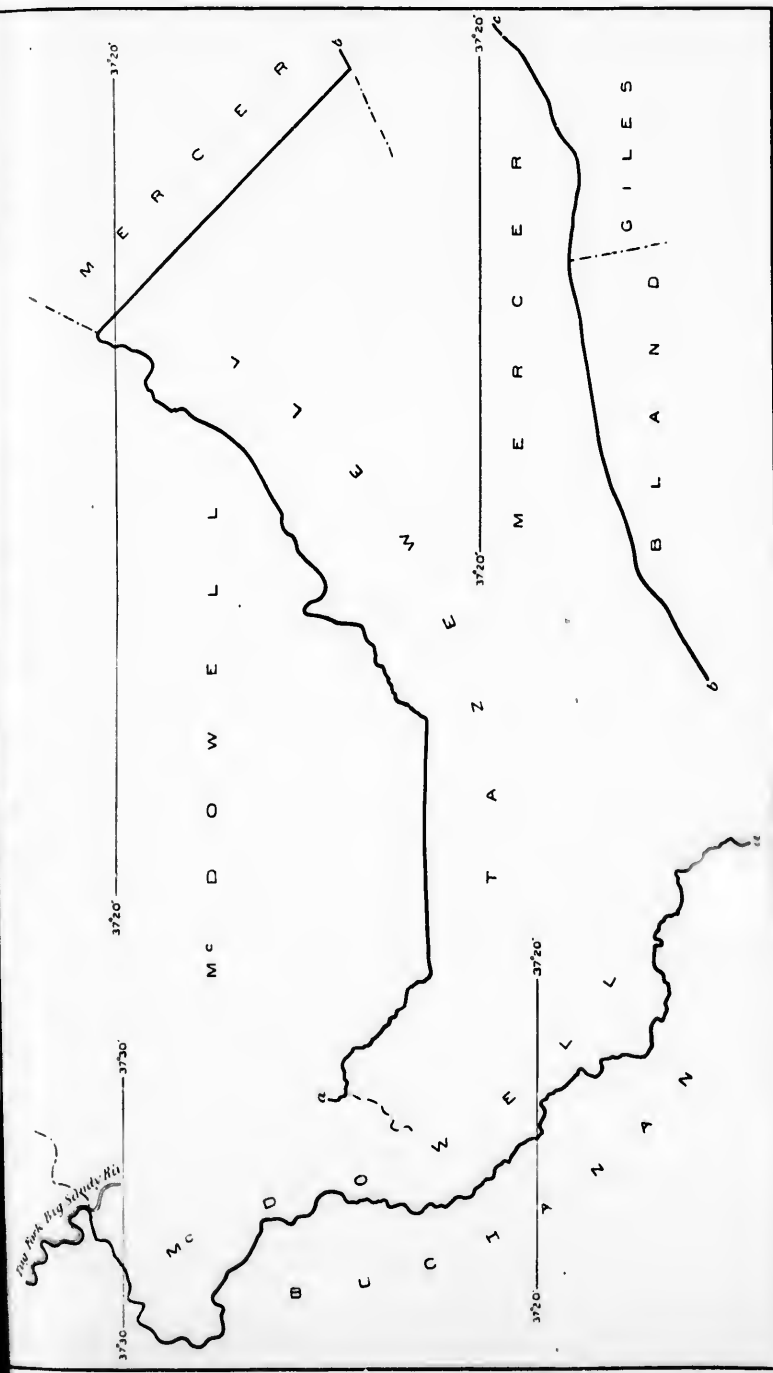 37°20'
37°20'
MERCER
b
McDOWELL
TAZEWELL
a
37°20'
37°20'
c
MERCER
GILES
BLAND
b
Tug Fork Big Sandy Riv
37°30'
37°30'
McDOWELL
BUCHANAN
37°20'
37°20'
a